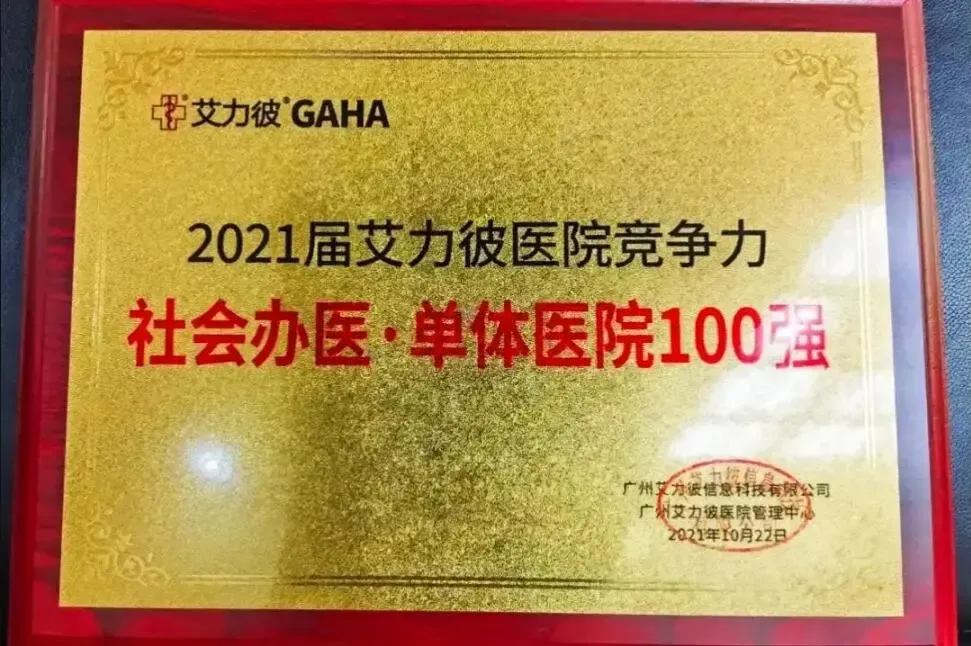 艾力彼®GAHA
2021届艾力彼医院竞争力
社会办医·单体医院100强
广州艾力彼信息科技有限公司
广州艾力彼医院管理中心
2021年10月22日